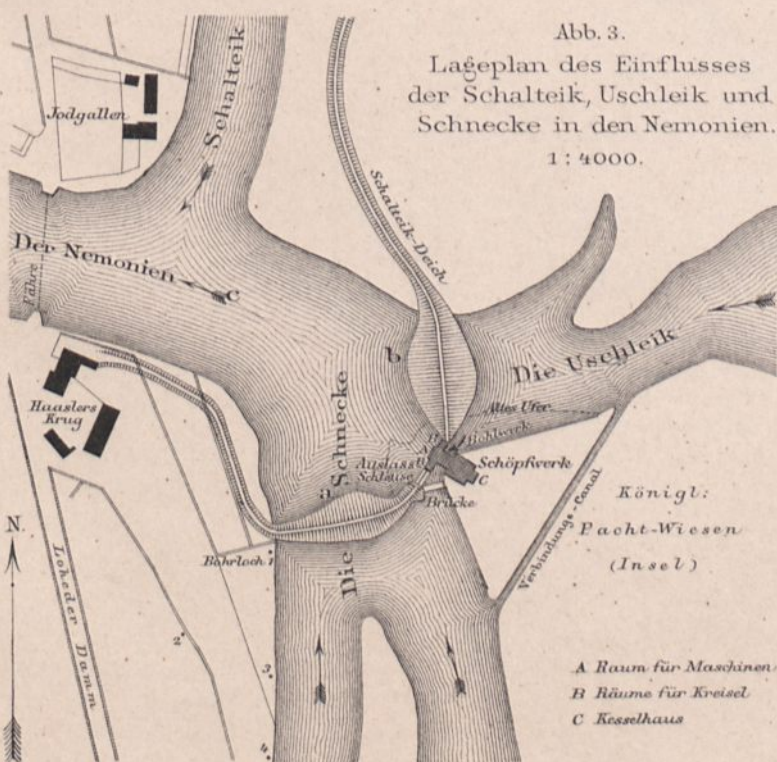 Abb. 3.
Lageplan des Einflusses
der Schalteik, Uschleik und
Schnecke in den Nemonien.
1 : 4000.
Jodgallen
Schalteik
Schalteik-Deich
Der Nemonien
C
Fähre
b
Die Uschleik
Altes Ufer
Haaslers
Krug
Die Schnecke
a
B
A
B
Bohlwerk
Auslass
Schleuse
Schöpfwerk
C
Brücke
Verbindungs-Canal
Königl:
Pacht-Wiesen
(Insel)
N.
Bohrloch 1
2
3
4
Loheder Damm
A Raum für Maschinen
B Räume für Kreisel
C Kesselhaus